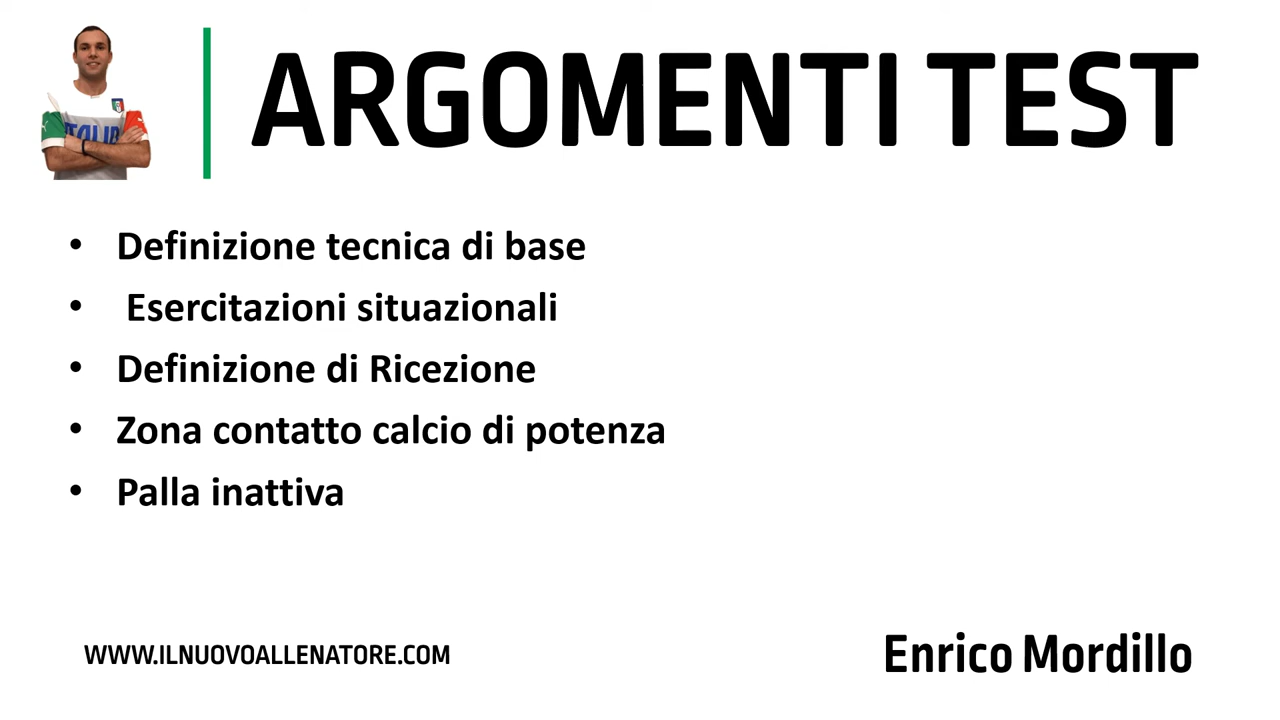 ARGOMENTI TEST
ITALIA
• Definizione tecnica di base
• Esercitazioni situazionali
• Definizione di Ricezione
• Zona contatto calcio di potenza
• Palla inattiva
WWW.ILNUOVOALLENATORE.COM
Enrico Mordillo